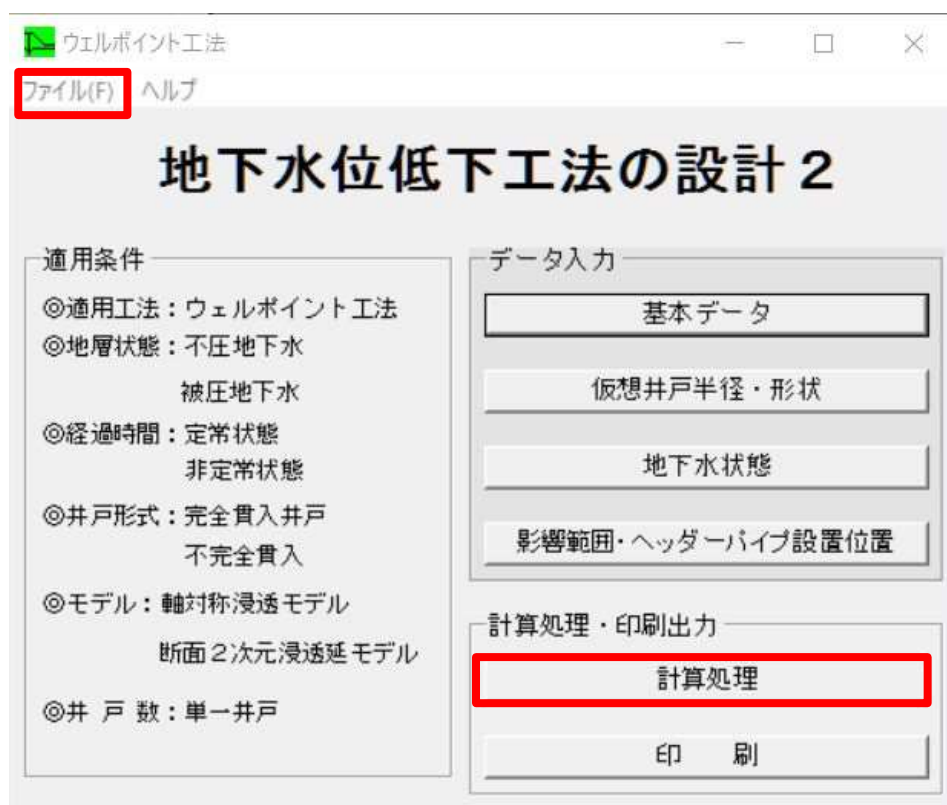 ウェルポイント工法
ファイル(F) ヘルプ
地下水位低下工法の設計2
適用条件
◎適用工法：ウェルポイント工法
◎地層状態：不圧地下水
被圧地下水
◎経過時間：定常状態
非定常状態
◎井戸形式：完全貫入井戸
不完全貫入
◎モデル：軸対称浸透モデル
断面2次元浸透延モデル
◎井 戸 数：単一井戸
データ入力
基本データ
仮想井戸半径・形状
地下水状態
影響範囲・ヘッダーパイプ設置位置
計算処理・印刷出力
計算処理
印 刷